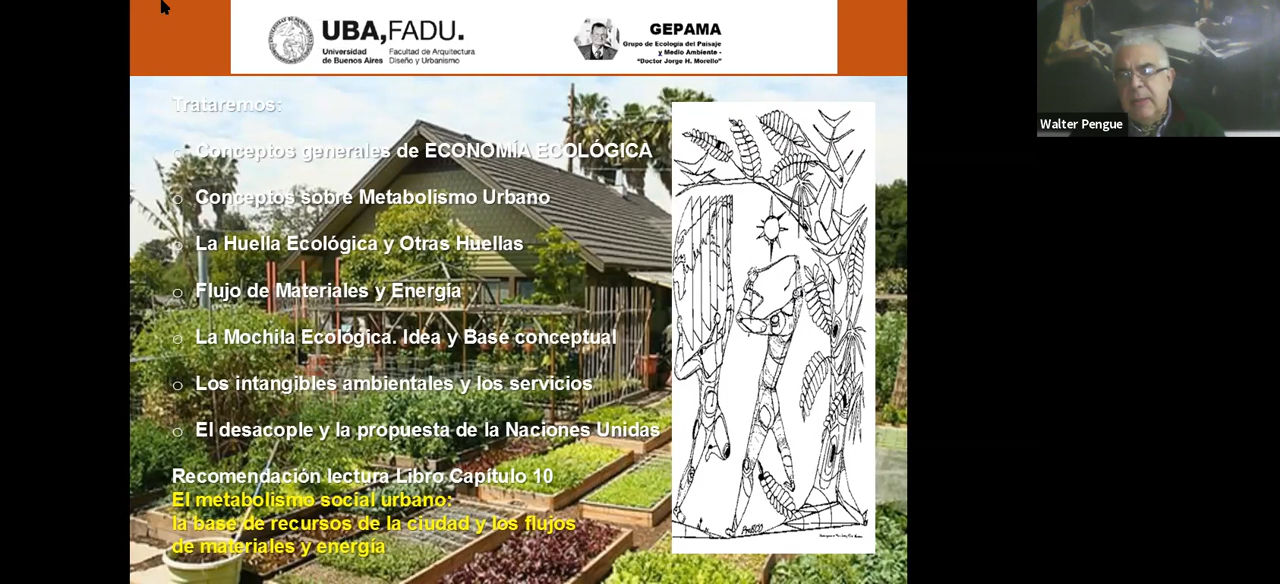 UBA,FADU.
Universidad
de Buenos Aires
Facultad de Arquitectura
Diseño y Urbanismo
GEPAMA
Grupo de Ecología del Paisaje
y Medio Ambiente -
"Doctor Jorge H. Morello"
Walter Pengue
Trataremos:
Conceptos generales de ECONOMÍA ECOLÓGICA
Conceptos sobre Metabolismo Urbano
La Huella Ecológica y Otras Huellas
Flujo de Materiales y Energía
La Mochila Ecológica. Idea y Base conceptual
Los intangibles ambientales y los servicios
El desacople y la propuesta de la Naciones Unidas
Recomendación lectura Libro Capítulo 10
El metabolismo social urbano:
la base de recursos de la ciudad y los flujos
de materiales y energía